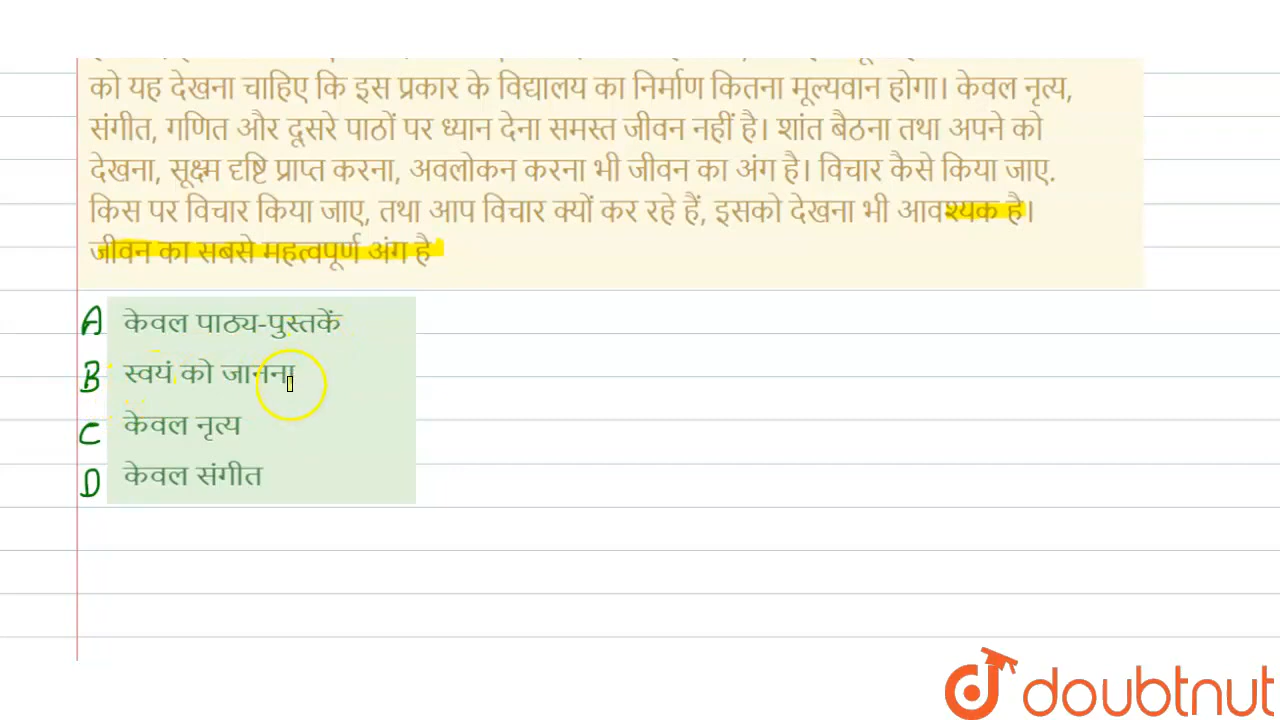 को यह देखना चाहिए कि इस प्रकार के विद्यालय का निर्माण कितना मूल्यवान होगा। केवल नृत्य,
संगीत, गणित और दूसरे पाठों पर ध्यान देना समस्त जीवन नहीं है। शांत बैठना तथा अपने को
देखना, सूक्ष्म दृष्टि प्राप्त करना, अवलोकन करना भी जीवन का अंग है। विचार कैसे किया जाए.
किस पर विचार किया जाए, तथा आप विचार क्यों कर रहे हैं, इसको देखना भी आवश्यक है।
जीवन का सबसे महत्वपूर्ण अंग है
A केवल पाठ्य-पुस्तकें
B स्वयं को जानना
C केवल नृत्य
D केवल संगीत
doubtnut